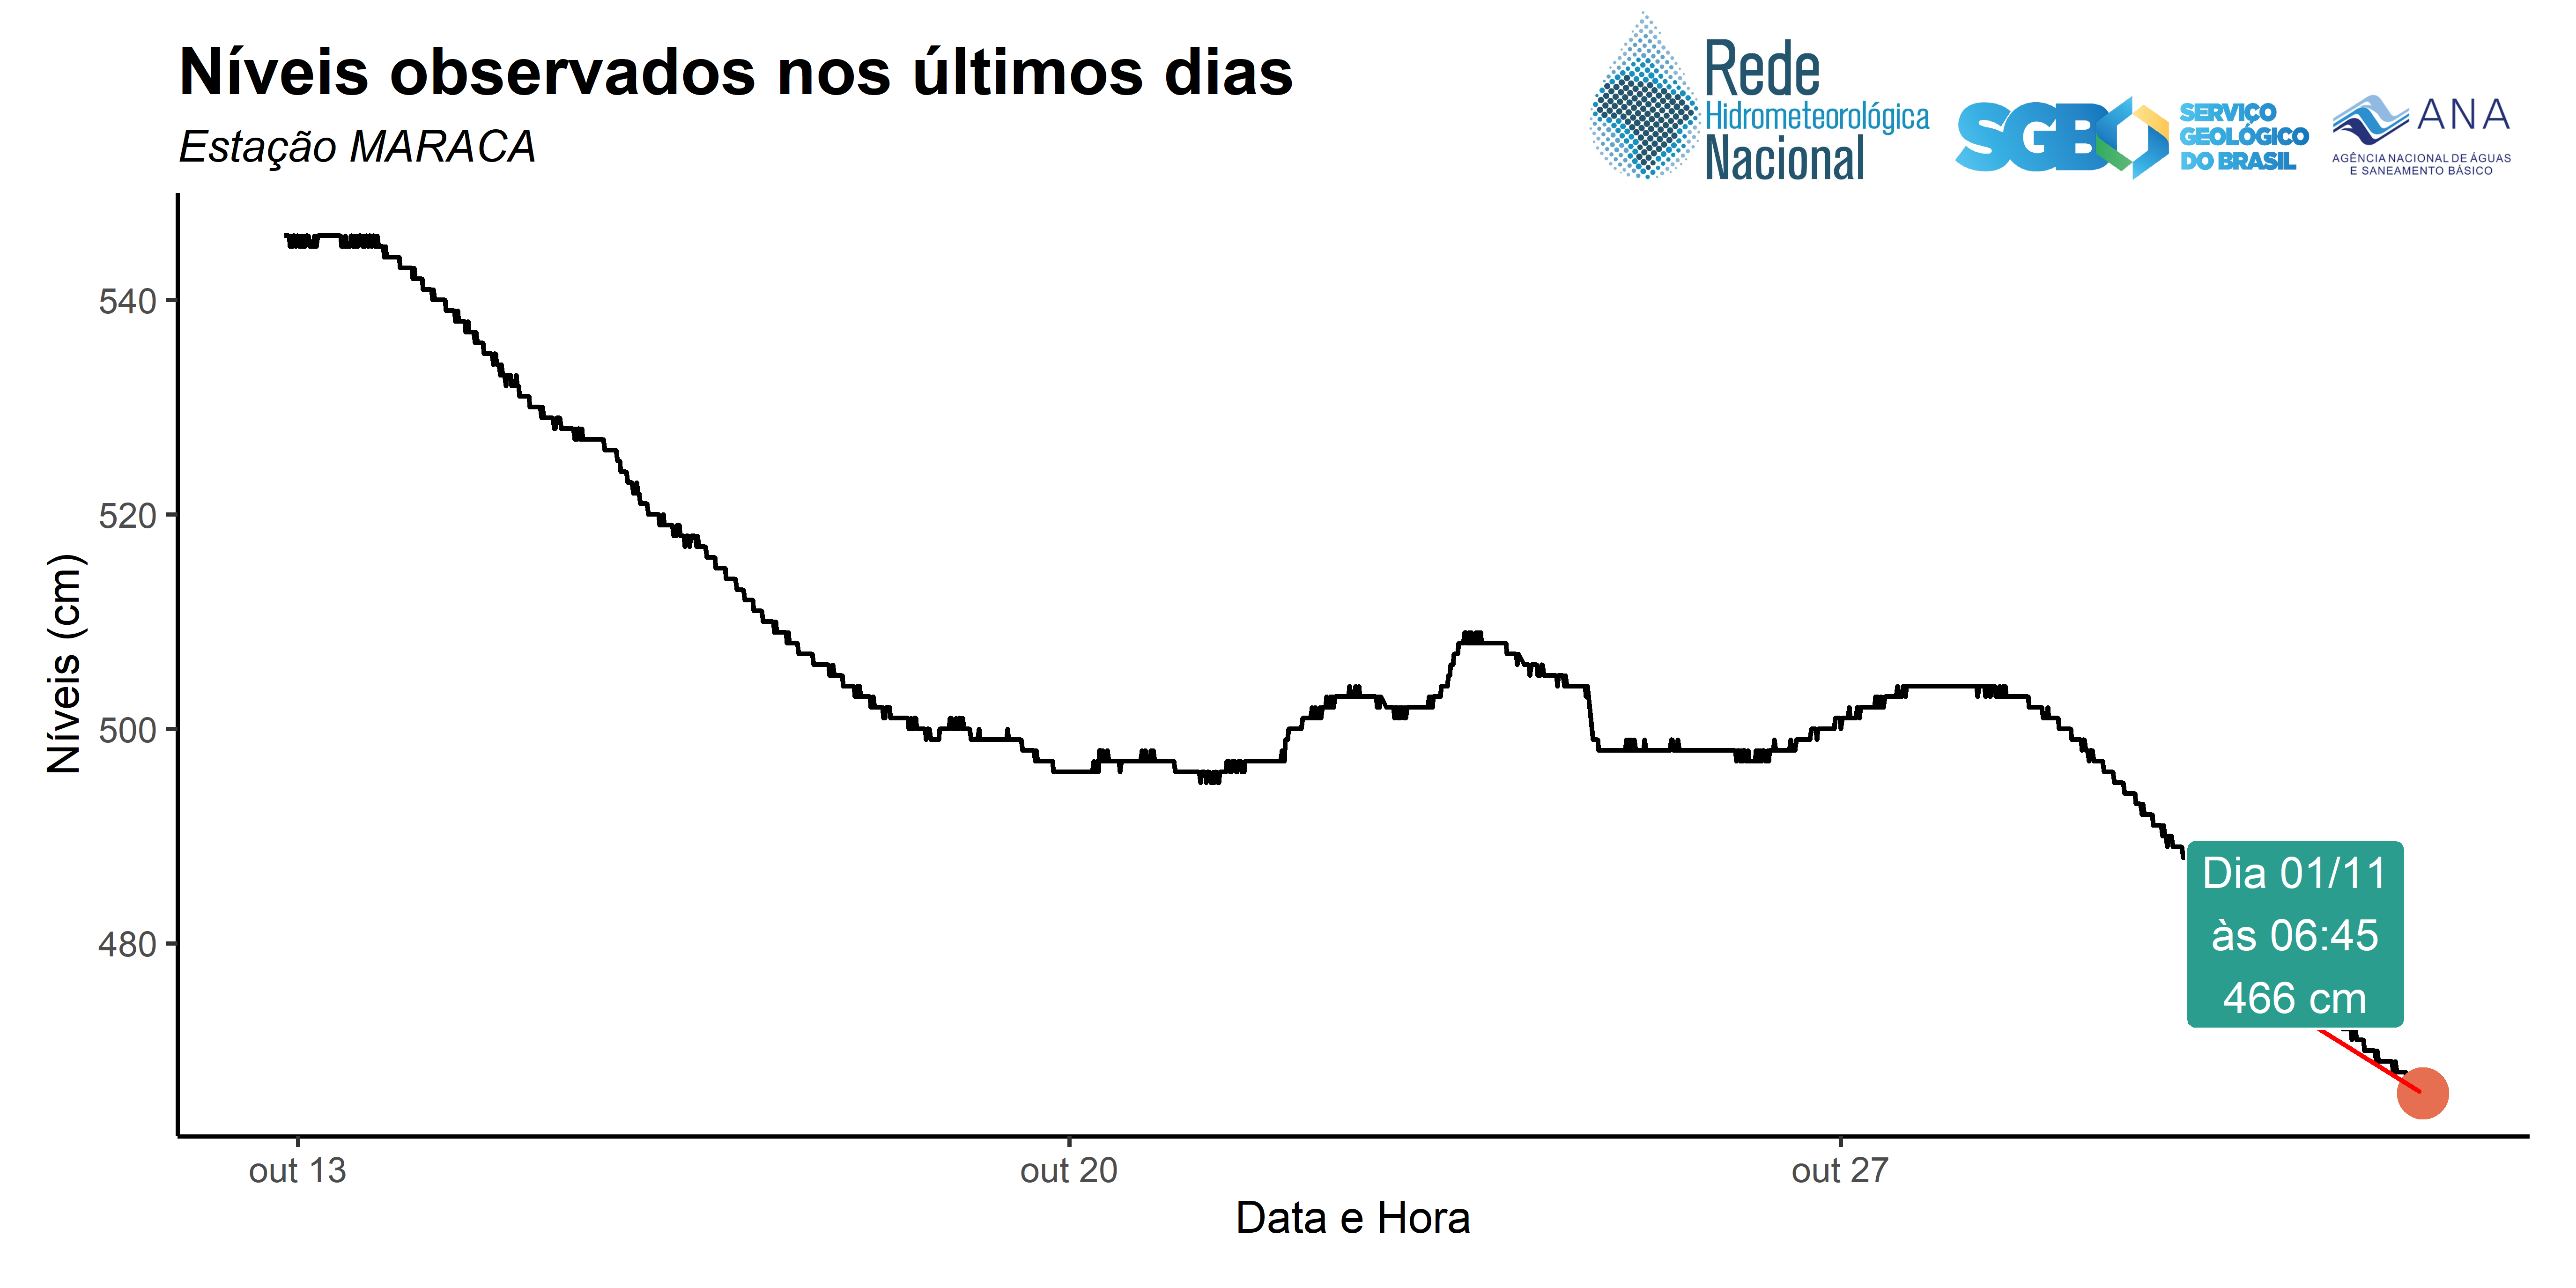 Níveis observados nos últimos dias
Estação MARACA
Rede
Hidrometeorológica
Nacional
SGB
SERVIÇO
GEOLÓGICO
DO BRASIL
ANA
AGÊNCIA NACIONAL DE ÁGUAS
E SANEAMENTO BÁSICO
Níveis (cm)
540
520
500
480
Dia 01/11
às 06:45
466 cm
out 13
out 20
out 27
Data e Hora